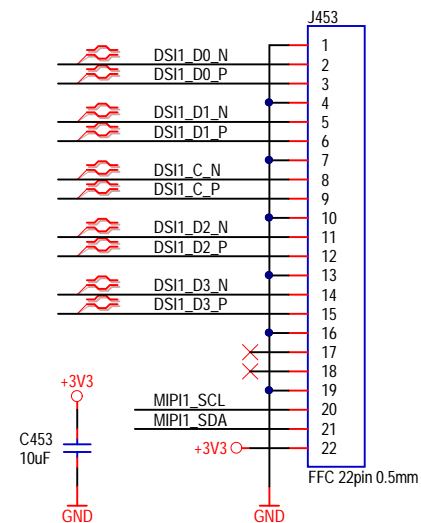 J453
1
DSI1_D0_N 2
DSI1_D0_P 3
4
DSI1_D1_N 5
DSI1_D1_P 6
7
DSI1_C_N 8
DSI1_C_P 9
10
DSI1_D2_N 11
DSI1_D2_P 12
13
DSI1_D3_N 14
DSI1_D3_P 15
16
17
18
19
MIPI1_SCL 20
MIPI1_SDA 21
+3V3 22
FFC 22pin 0.5mm
GND
+3V3
C453
10uF
GND